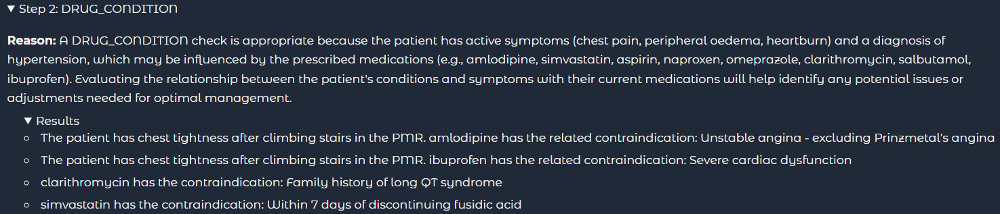 ▼ Step 2: DRUG_CONDITION
Reason: A DRUG_CONDITION check is appropriate because the patient has active symptoms (chest pain, peripheral oedema, heartburn) and a diagnosis of
hypertension, which may be influenced by the prescribed medications (e.g., amlodipine, simvastatin, aspirin, naproxen, omeprazole, clarithromycin, salbutamol,
ibuprofen). Evaluating the relationship between the patient's conditions and symptoms with their current medications will help identify any potential issues or
adjustments needed for optimal management.
▼ Results
◦ The patient has chest tightness after climbing stairs in the PMR. amlodipine has the related contraindication: Unstable angina - excluding Prinzmetal's angina
◦ The patient has chest tightness after climbing stairs in the PMR. ibuprofen has the related contraindication: Severe cardiac dysfunction
◦ clarithromycin has the contraindication: Family history of long QT syndrome
◦ simvastatin has the contraindication: Within 7 days of discontinuing fusidic acid